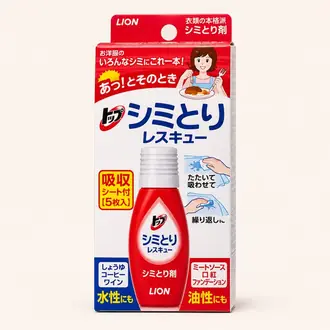 LION
衣類の本格派
シミとり剤
お洋服の
いろんなシミにこれ一本!
あっ!とそのとき
トップ
シミとり
レスキュー
吸収
シート付
【5枚入】
たたいて
吸わせて
繰り返し
トップ
シミとり
レスキュー
シミとり剤
LION
しょうゆ
コーヒー
ワイン
水性にも
ミートソース
口紅
ファンデーション
油性にも